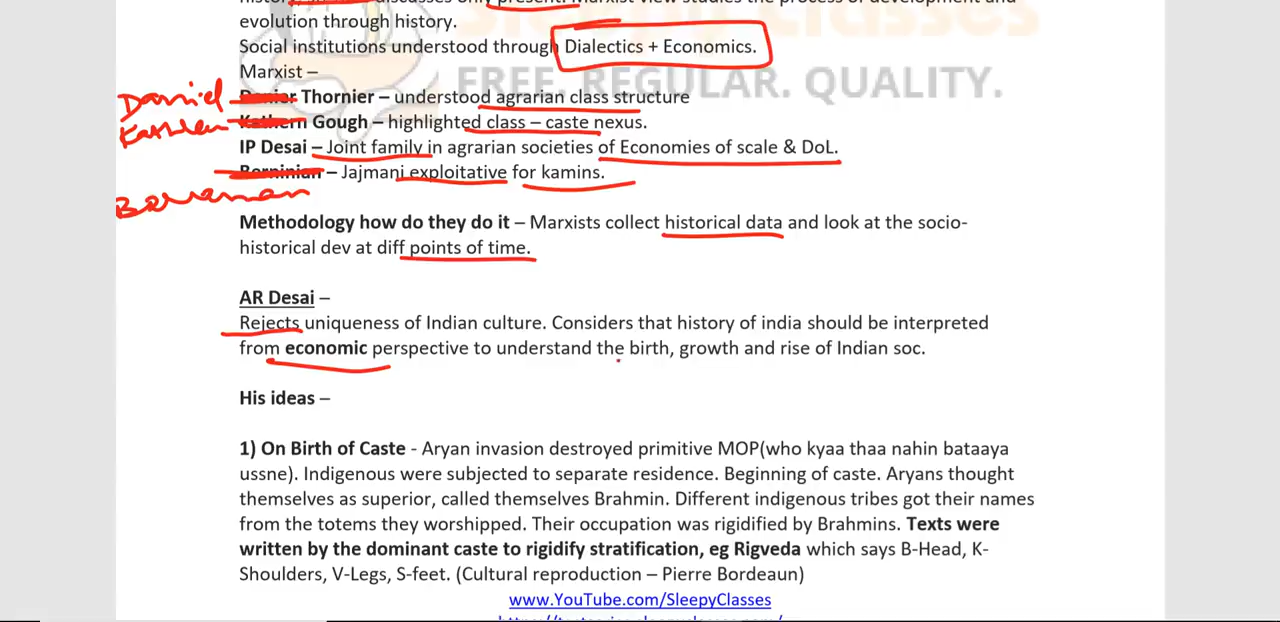 evolution through history.
Social institutions understood through Dialectics + Economics.
Marxist –
FREE. REGULAR. QUALITY.
Daniel Thornier – understood agrarian class structure
Kathleen Gough – highlighted class – caste nexus.
IP Desai – Joint family in agrarian societies of Economies of scale & DoL.
– Jajmani exploitative for kamins.
Berreman
Methodology how do they do it – Marxists collect historical data and look at the socio-
historical dev at diff points of time.
AR Desai –
Rejects uniqueness of Indian culture. Considers that history of india should be interpreted
from economic perspective to understand the birth, growth and rise of Indian soc.
His ideas –
1) On Birth of Caste - Aryan invasion destroyed primitive MOP(who kyaa thaa nahin bataaya
ussne). Indigenous were subjected to separate residence. Beginning of caste. Aryans thought
themselves as superior, called themselves Brahmin. Different indigenous tribes got their names
from the totems they worshipped. Their occupation was rigidified by Brahmins. Texts were
written by the dominant caste to rigidify stratification, eg Rigveda which says B-Head, K-
Shoulders, V-Legs, S-feet. (Cultural reproduction – Pierre Bordeaun)
www.YouTube.com/SleepyClasses